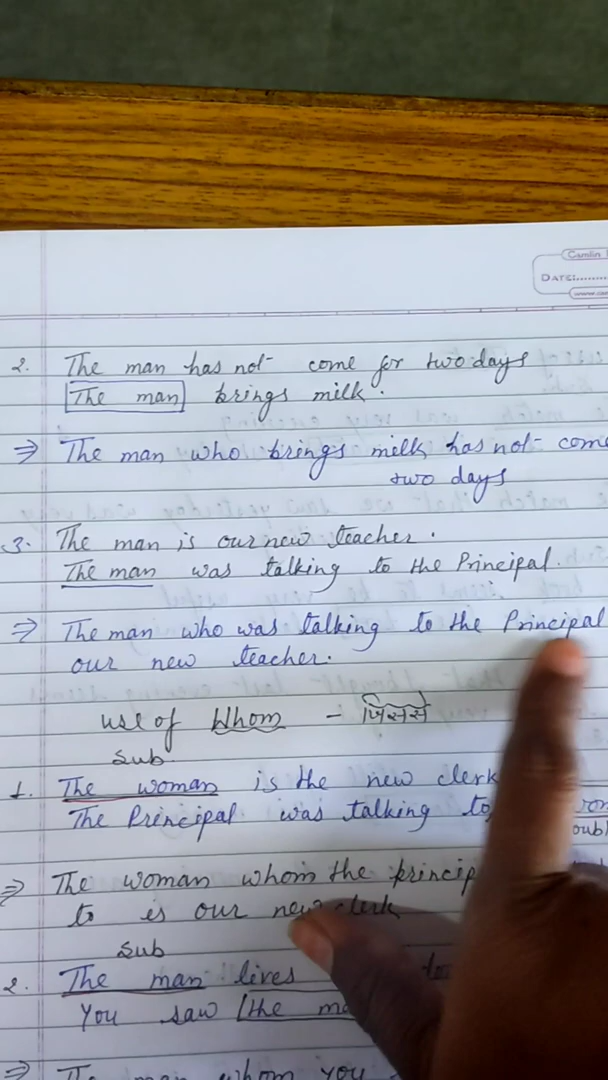 Camlin
DATE:........
2. The man has not come for two days
The man brings milk.
⇒ The man who brings milk has not come
two days
3. The man is our new teacher.
The man was talking to the Principal.
⇒ The man who was talking to the Principal
our new teacher.
use of Whom - जिससे
Sub
1. The woman is the new clerk
The Principal was talking to
⇒ The woman whom the
to is our new clerk
Sub
2. The man lives
You saw (the
⇒ The man whom you